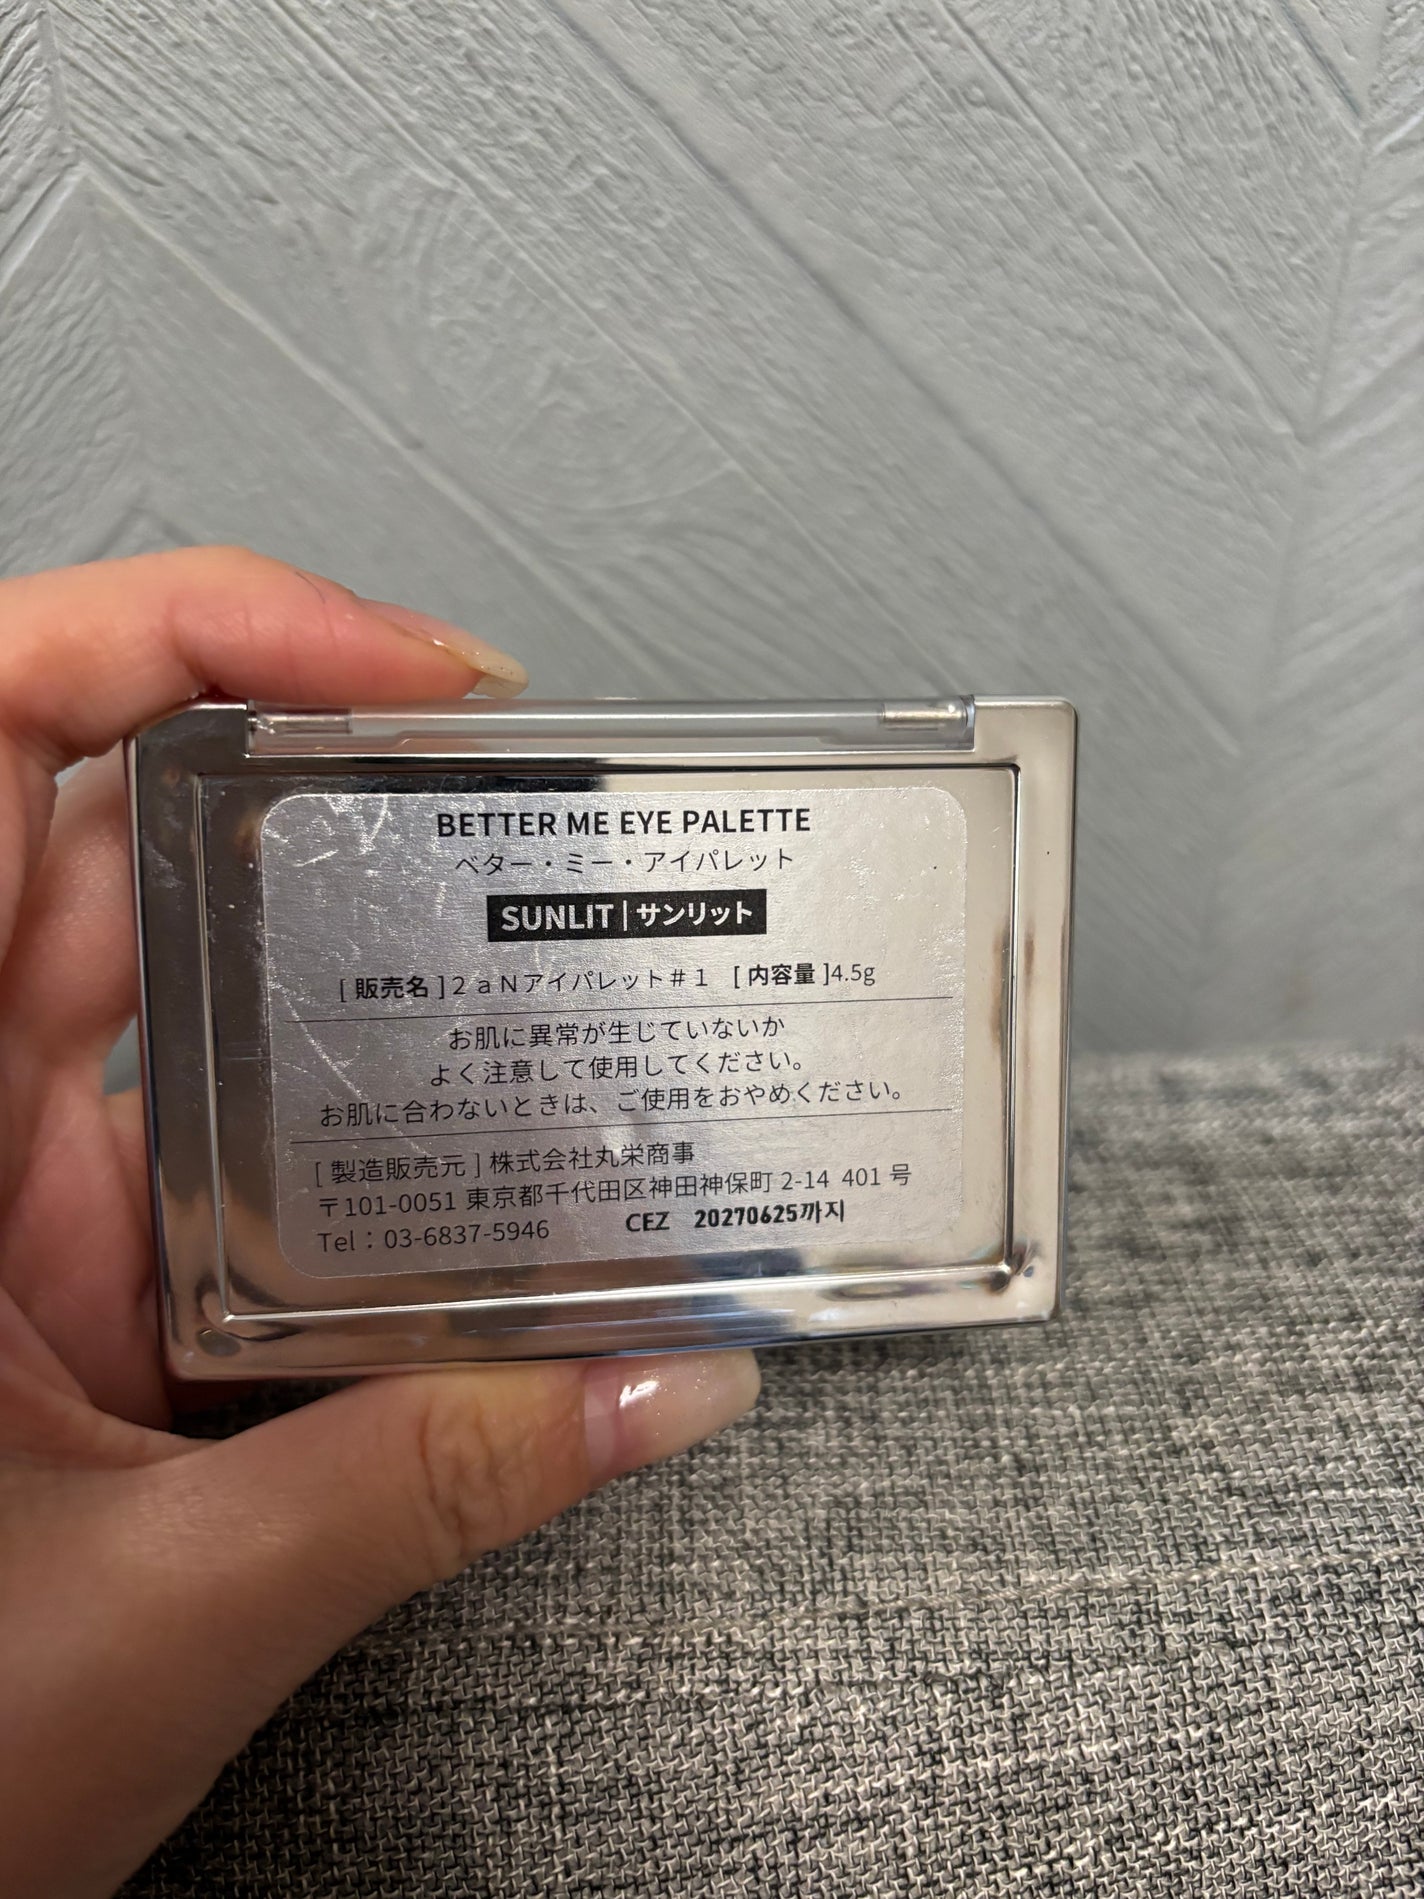 BETTER ME EYE PALETTE
ベター・ミー・アイパレット
SUNLIT | サンリット
[ 販売名 ]２ａＮアイパレット＃１ [ 内容量 ]4.5g
お肌に異常が生じていないか
よく注意して使用してください。
お肌に合わないときは、ご使用をおやめください。
[ 製造販売元 ] 株式会社丸栄商事
〒101-0051 東京都千代田区神田神保町 2-14 401 号
Tel：03-6837-5946 CEZ 20270625까지